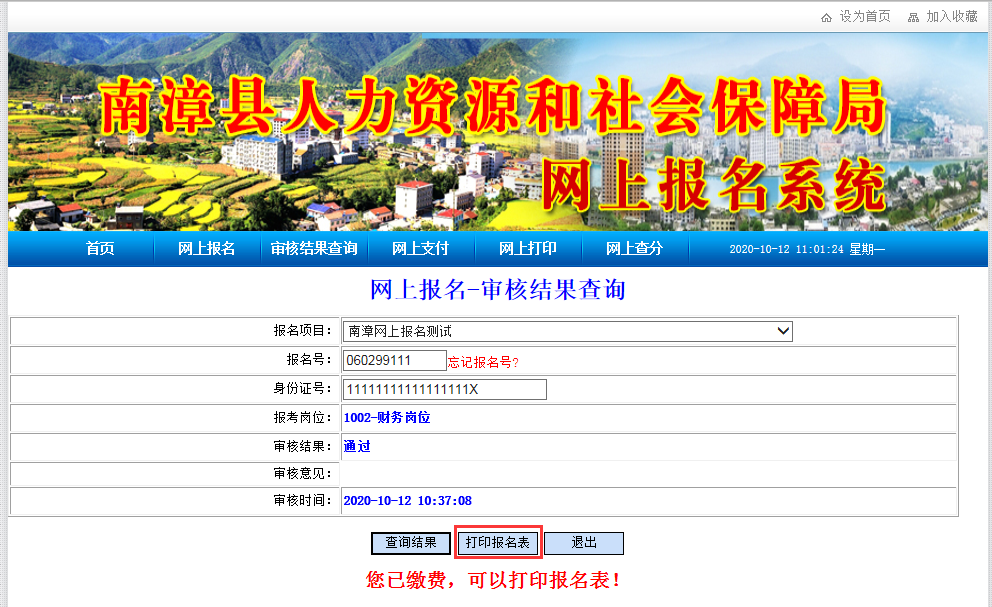 设为首页 加入收藏
南漳县人力资源和社会保障局
网上报名系统
首页 网上报名 审核结果查询 网上支付 网上打印 网上查分 2020-10-12 11:01:24 星期一
网上报名-审核结果查询
报名项目： 南漳网上报名测试
报名号： 060299111 忘记报名号?
身份证号： 11111111111111111X
报考岗位： 1002-财务岗位
审核结果： 通过
审核意见：
审核时间： 2020-10-12 10:37:08
查询结果 打印报名表 退出
您已缴费，可以打印报名表！